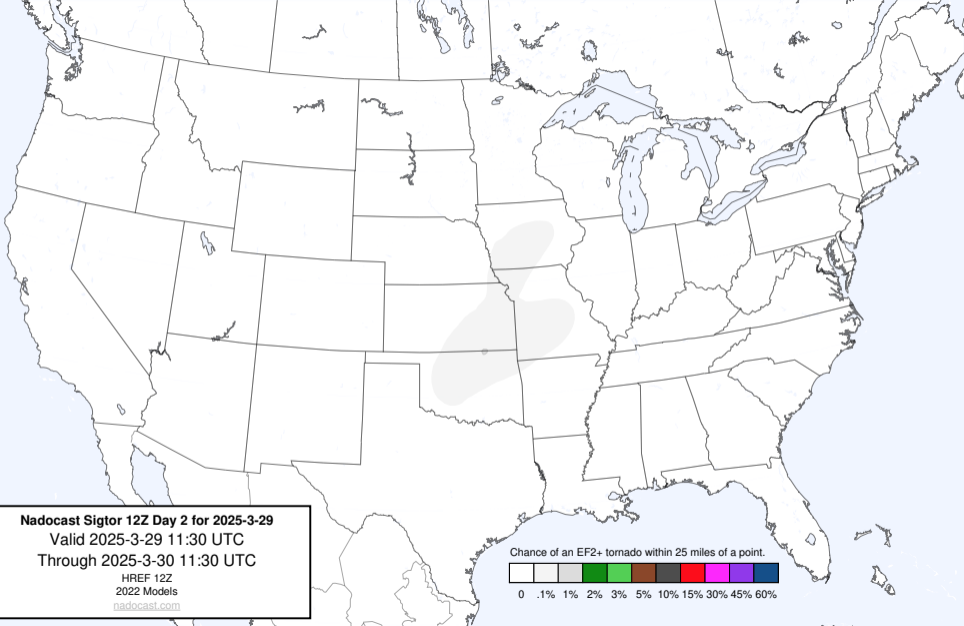 Nadocast Sigtor 12Z Day 2 for 2025-3-29
Valid 2025-3-29 11:30 UTC
Through 2025-3-30 11:30 UTC
HREF 12Z
2022 Models
nadocast.com
Chance of an EF2+ tornado within 25 miles of a point.
0 .1% 1% 2% 3% 5% 10% 15% 30% 45% 60%